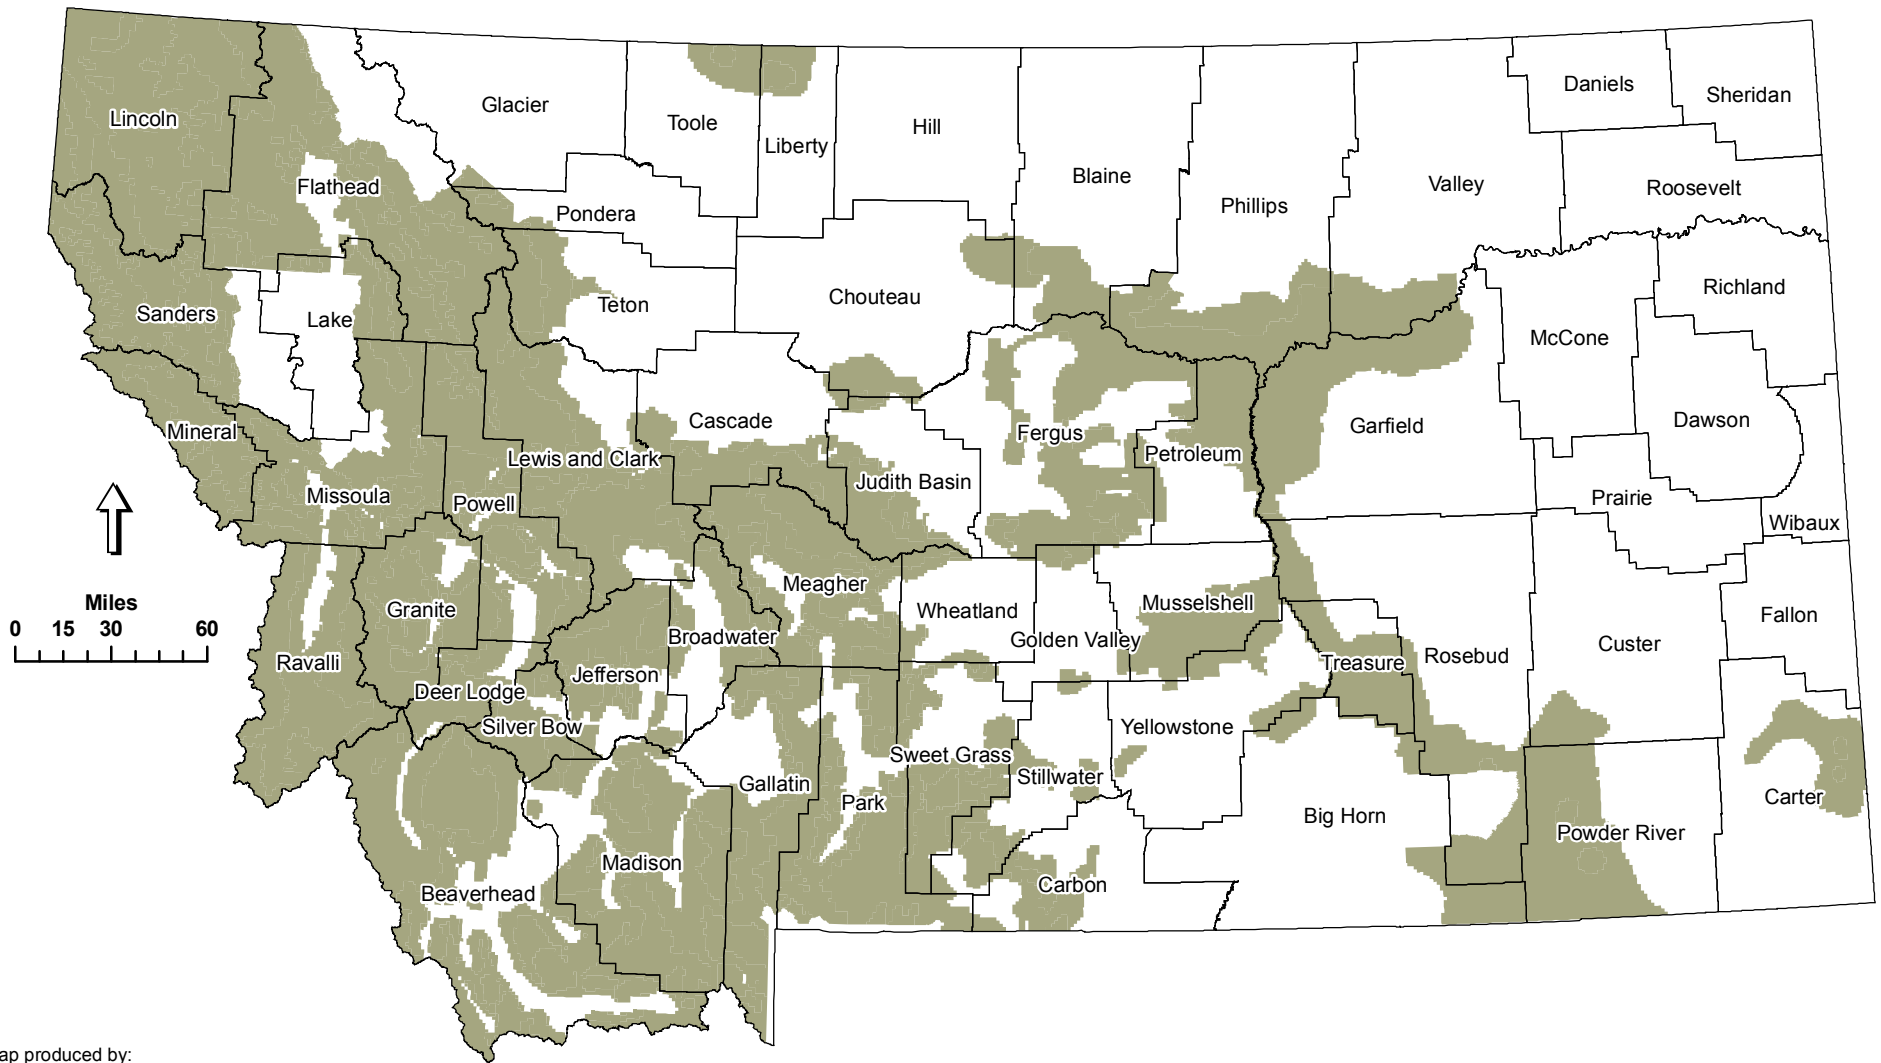 Daniels
Sheridan
Glacier
Lincoln
Toole
Hill
Liberty
Blaine
Valley
Flathead
Roosevelt
Phillips
Pondera
Richland
Chouteau
Teton
Sanders
Lake
McCone
Cascade
Garfield
Dawson
Mineral
Fergus
Petroleum
Lewis and Clark
Judith Basin
Missoula
Prairie
Powell
Wibaux
Meagher
Miles
Granite
Wheatland
Musselshell
Fallon
0 15 30 60
Broadwater
Golden Valley
Custer
Ravalli
Treasure
Rosebud
Jefferson
Deer Lodge
Silver Bow
Yellowstone
Sweet Grass
Stillwater
Gallatin
Park
Carter
Big Horn
Powder River
Madison
Carbon
Beaverhead
ap produced by: